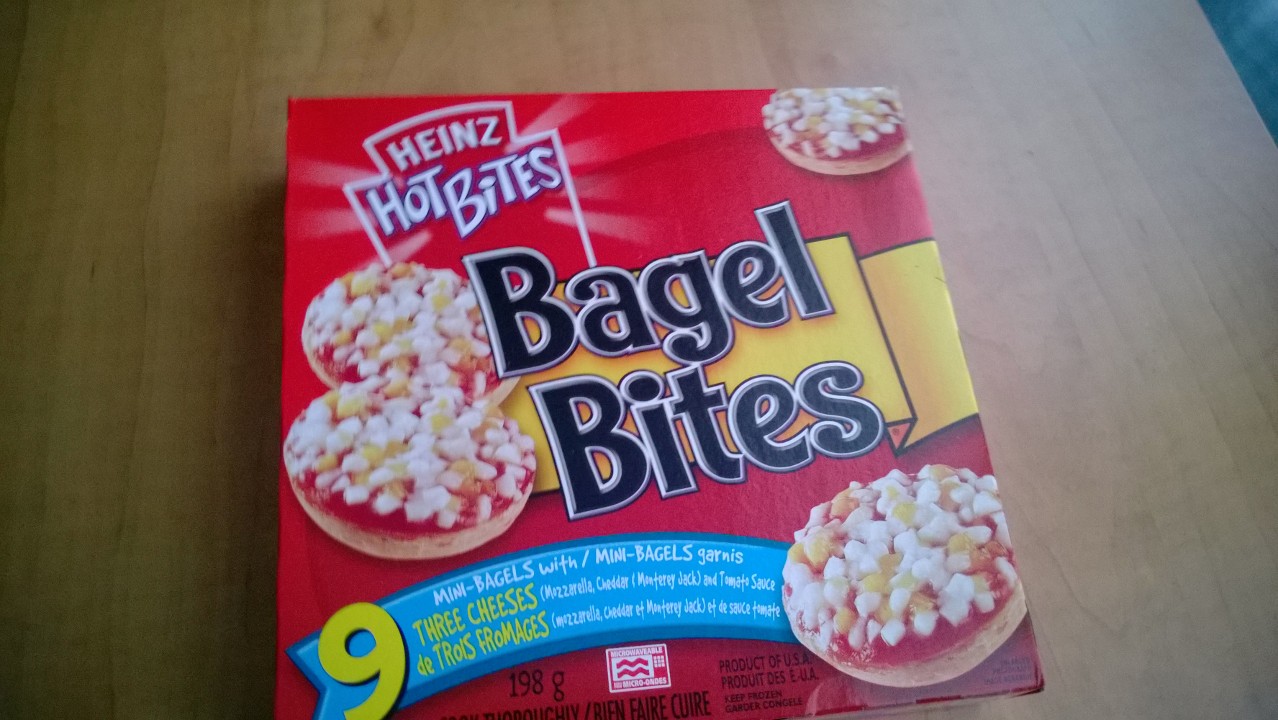 HEINZ
HOT BiTES
Bagel
Bites
MINI-BAGELS with / MINI-BAGELS garnis
THREE CHEESES (Mozzarella, Cheddar & Monterey Jack) and Tomato Sauce
de TROIS FROMAGES (mozzarella, cheddar et Monterey Jack) et de sauce tomate
9
198 g
MICROWAVEABLE
MICRO-ONDES
PRODUCT OF U.S.A.
PRODUIT DES É.-U.A.
KEEP FROZEN
GARDER CONGELÉ
THOROUGHLY / BIEN FAIRE CUIRE